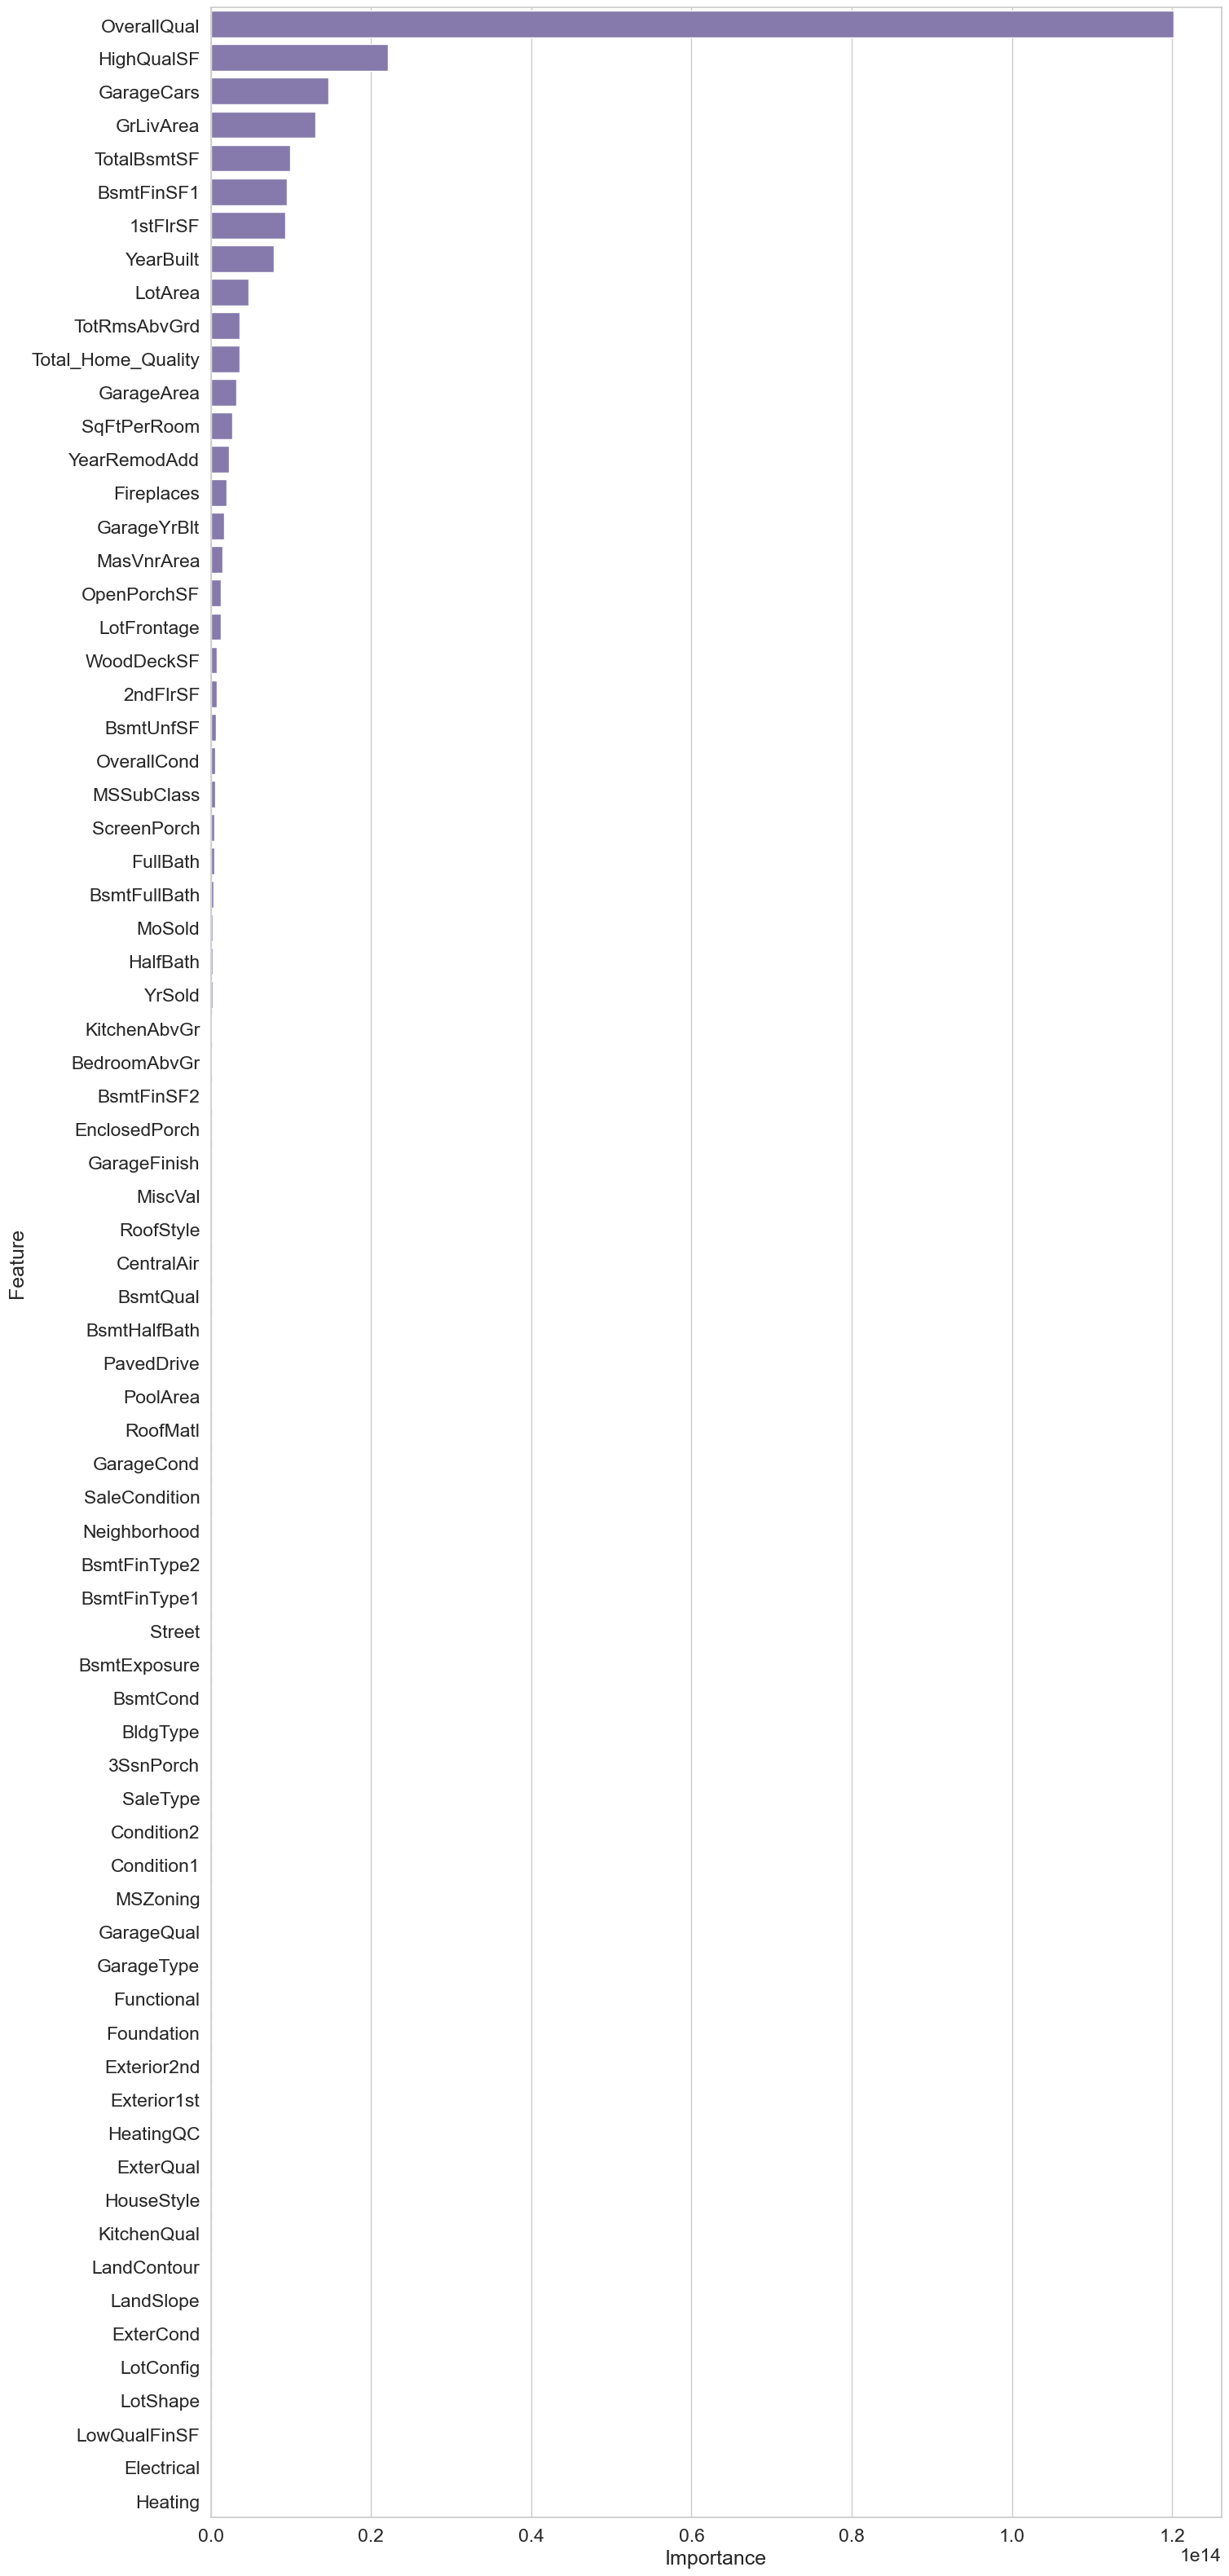 OverallQual
HighQualSF
GarageCars
GrLivArea
TotalBsmtSF
BsmtFinSF1
1stFlrSF
YearBuilt
LotArea
TotRmsAbvGrd
Total_Home_Quality
GarageArea
SqFtPerRoom
YearRemodAdd
Fireplaces
GarageYrBlt
MasVnrArea
OpenPorchSF
LotFrontage
WoodDeckSF
2ndFlrSF
BsmtUnfSF
OverallCond
MSSubClass
ScreenPorch
FullBath
BsmtFullBath
MoSold
HalfBath
YrSold
KitchenAbvGr
BedroomAbvGr
BsmtFinSF2
EnclosedPorch
GarageFinish
MiscVal
RoofStyle
CentralAir
Feature
BsmtQual
BsmtHalfBath
PavedDrive
PoolArea
RoofMatl
GarageCond
SaleCondition
Neighborhood
BsmtFinType2
BsmtFinType1
Street
BsmtExposure
BsmtCond
BldgType
3SsnPorch
SaleType
Condition2
Condition1
MSZoning
GarageQual
GarageType
Functional
Foundation
Exterior2nd
Exterior1st
HeatingQC
ExterQual
HouseStyle
KitchenQual
LandContour
LandSlope
ExterCond
LotConfig
LotShape
LowQualFinSF
Electrical
Heating
0.0 0.2 0.4 0.6 0.8 1.0 1.2
1e14
Importance